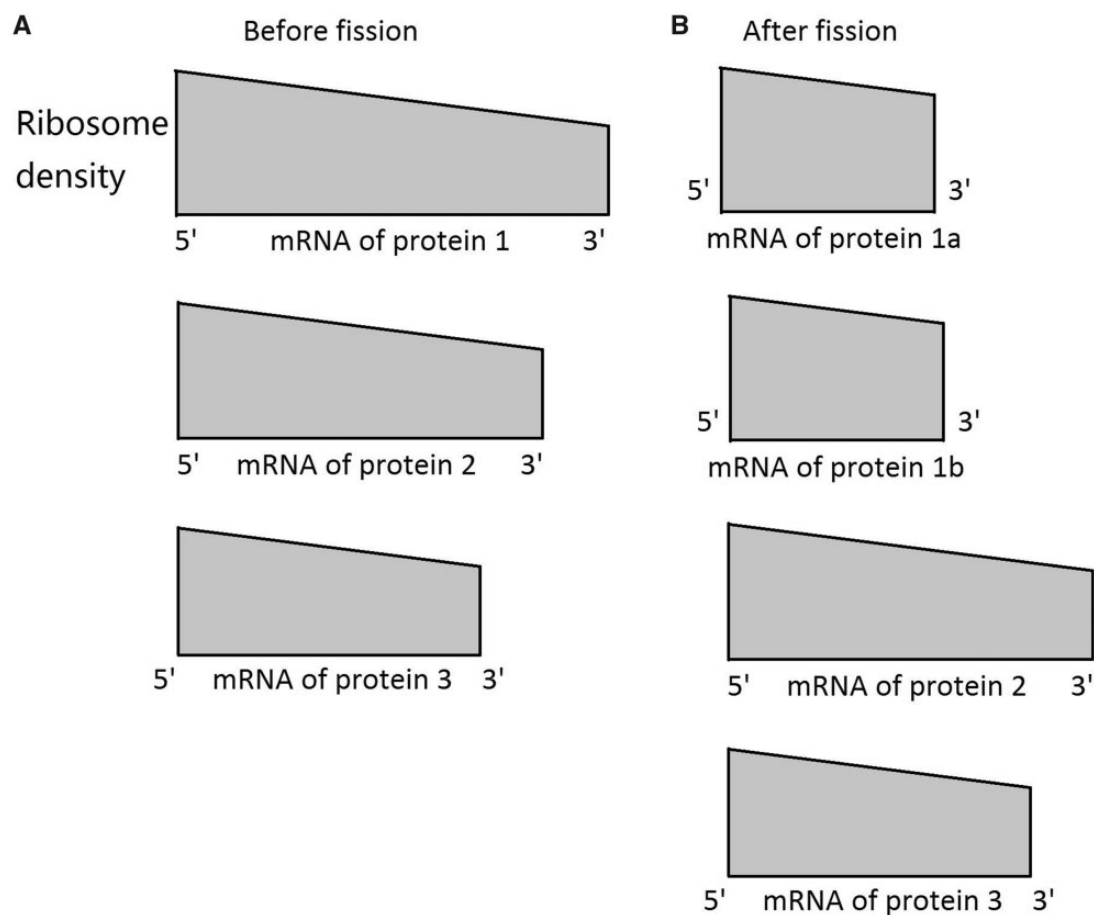 A
Before fission
Ribosome
density
5' mRNA of protein 1 3'
5' mRNA of protein 2 3'
5' mRNA of protein 3 3'
B
After fission
5' 3'
mRNA of protein 1a
5' 3'
mRNA of protein 1b
5' mRNA of protein 2 3'
5' mRNA of protein 3 3'